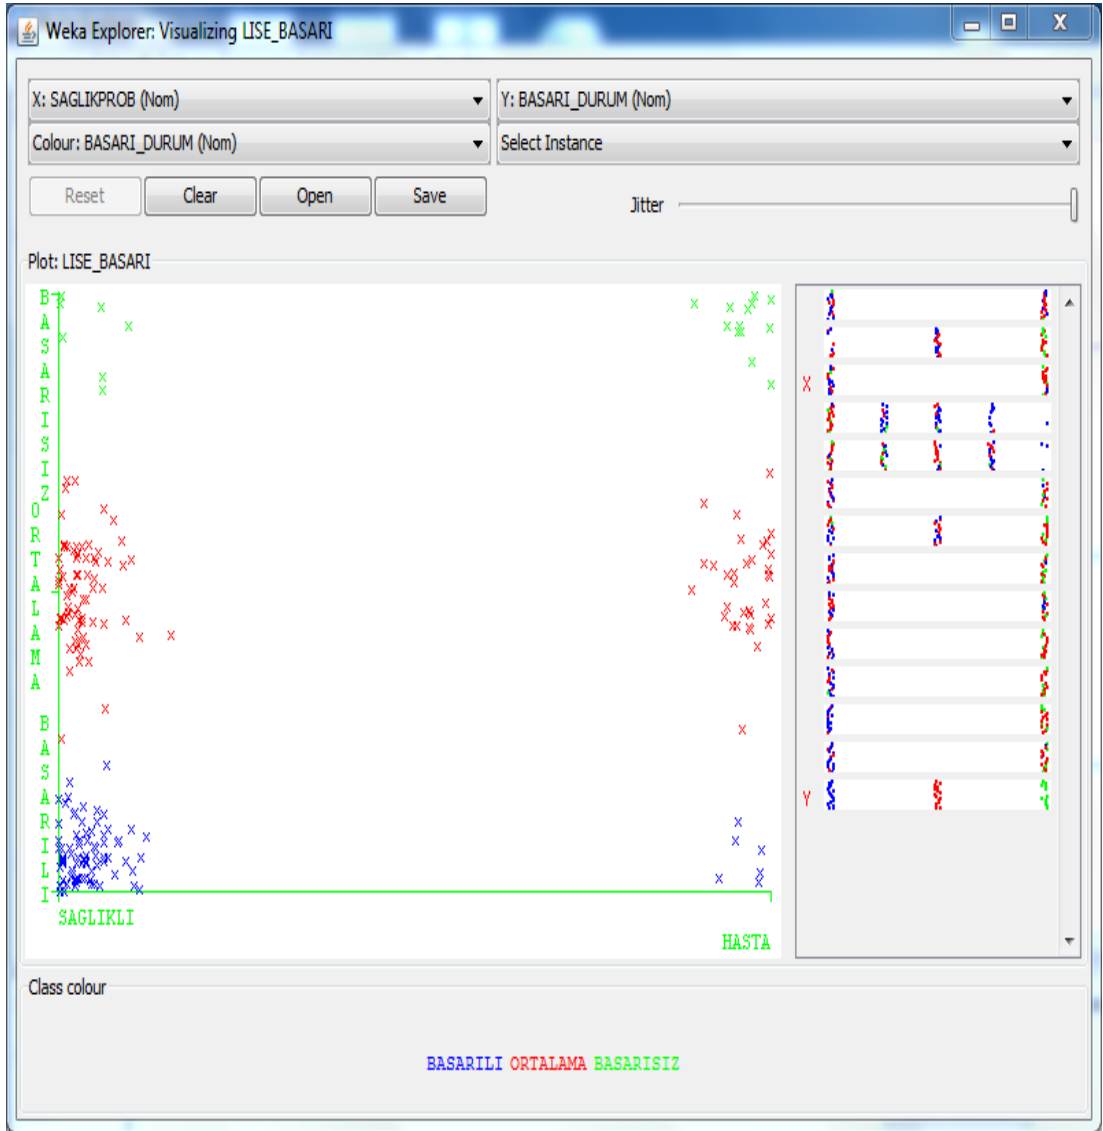 Weka Explorer: Visualizing LISE_BASARI
X: SAGLIKPROB (Nom)
Y: BASARI_DURUM (Nom)
Colour: BASARI_DURUM (Nom)
Select Instance
Reset
Clear
Open
Save
Jitter
Plot: LISE_BASARI
BASARISIZ
ORTALAMA
BASARILI
SAGLIKLI
HASTA
X
Y
Class colour
BASARILI ORTALAMA BASARISIZ